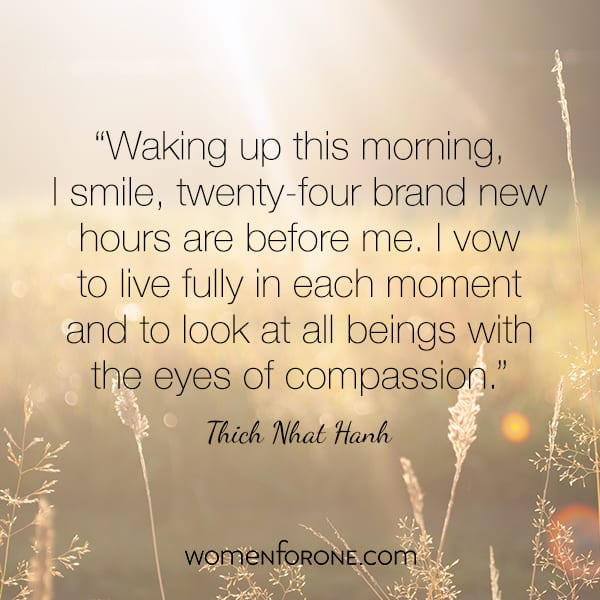 “Waking up this morning,
I smile, twenty-four brand new
hours are before me. I vow
to live fully in each moment
and to look at all beings with
the eyes of compassion.”
Thich Nhat Hanh
womenforone.com